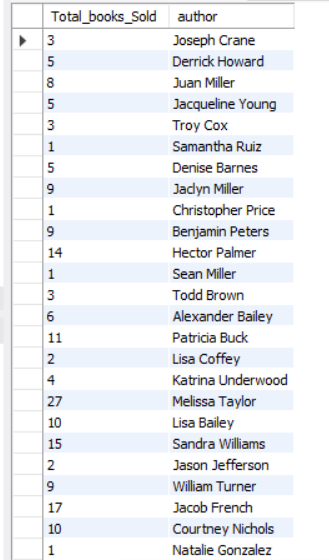 Total_books_Sold author
3 Joseph Crane
5 Derrick Howard
8 Juan Miller
5 Jacqueline Young
3 Troy Cox
1 Samantha Ruiz
5 Denise Barnes
9 Jaclyn Miller
1 Christopher Price
9 Benjamin Peters
14 Hector Palmer
1 Sean Miller
3 Todd Brown
6 Alexander Bailey
11 Patricia Buck
2 Lisa Coffey
4 Katrina Underwood
27 Melissa Taylor
10 Lisa Bailey
15 Sandra Williams
2 Jason Jefferson
9 William Turner
17 Jacob French
10 Courtney Nichols
1 Natalie Gonzalez